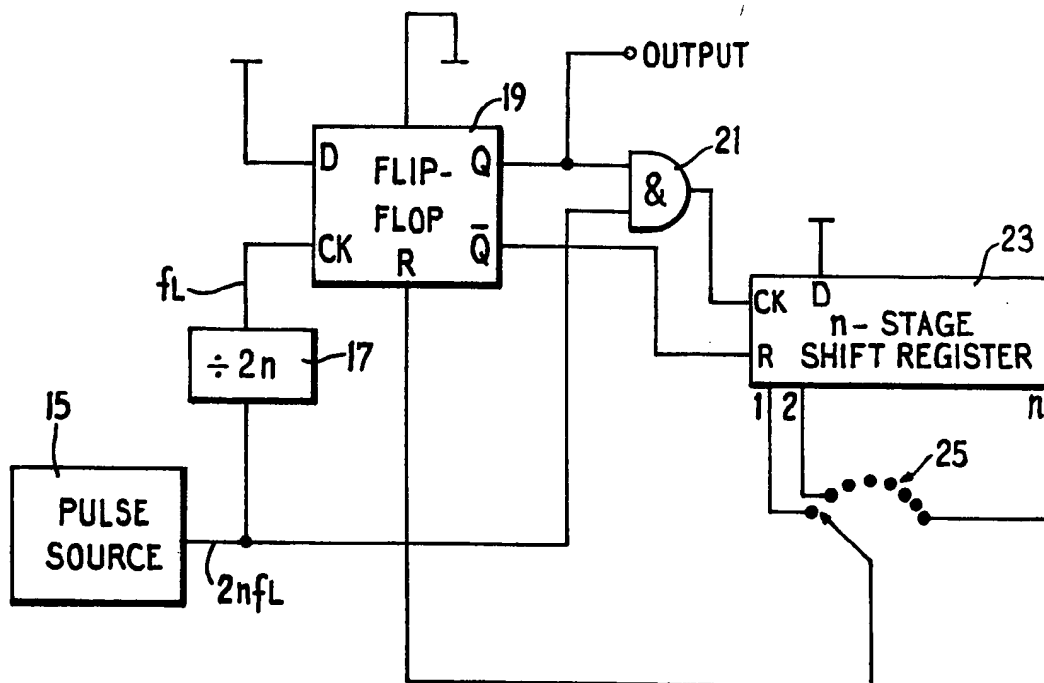 OUTPUT
19
21
D
Q
FLIP-
FLOP
&
CK
Q̅
R
23
fL
CK
D
n- STAGE
SHIFT REGISTER
R
÷2n
17
1
2
n
15
25
PULSE
SOURCE
2nfL